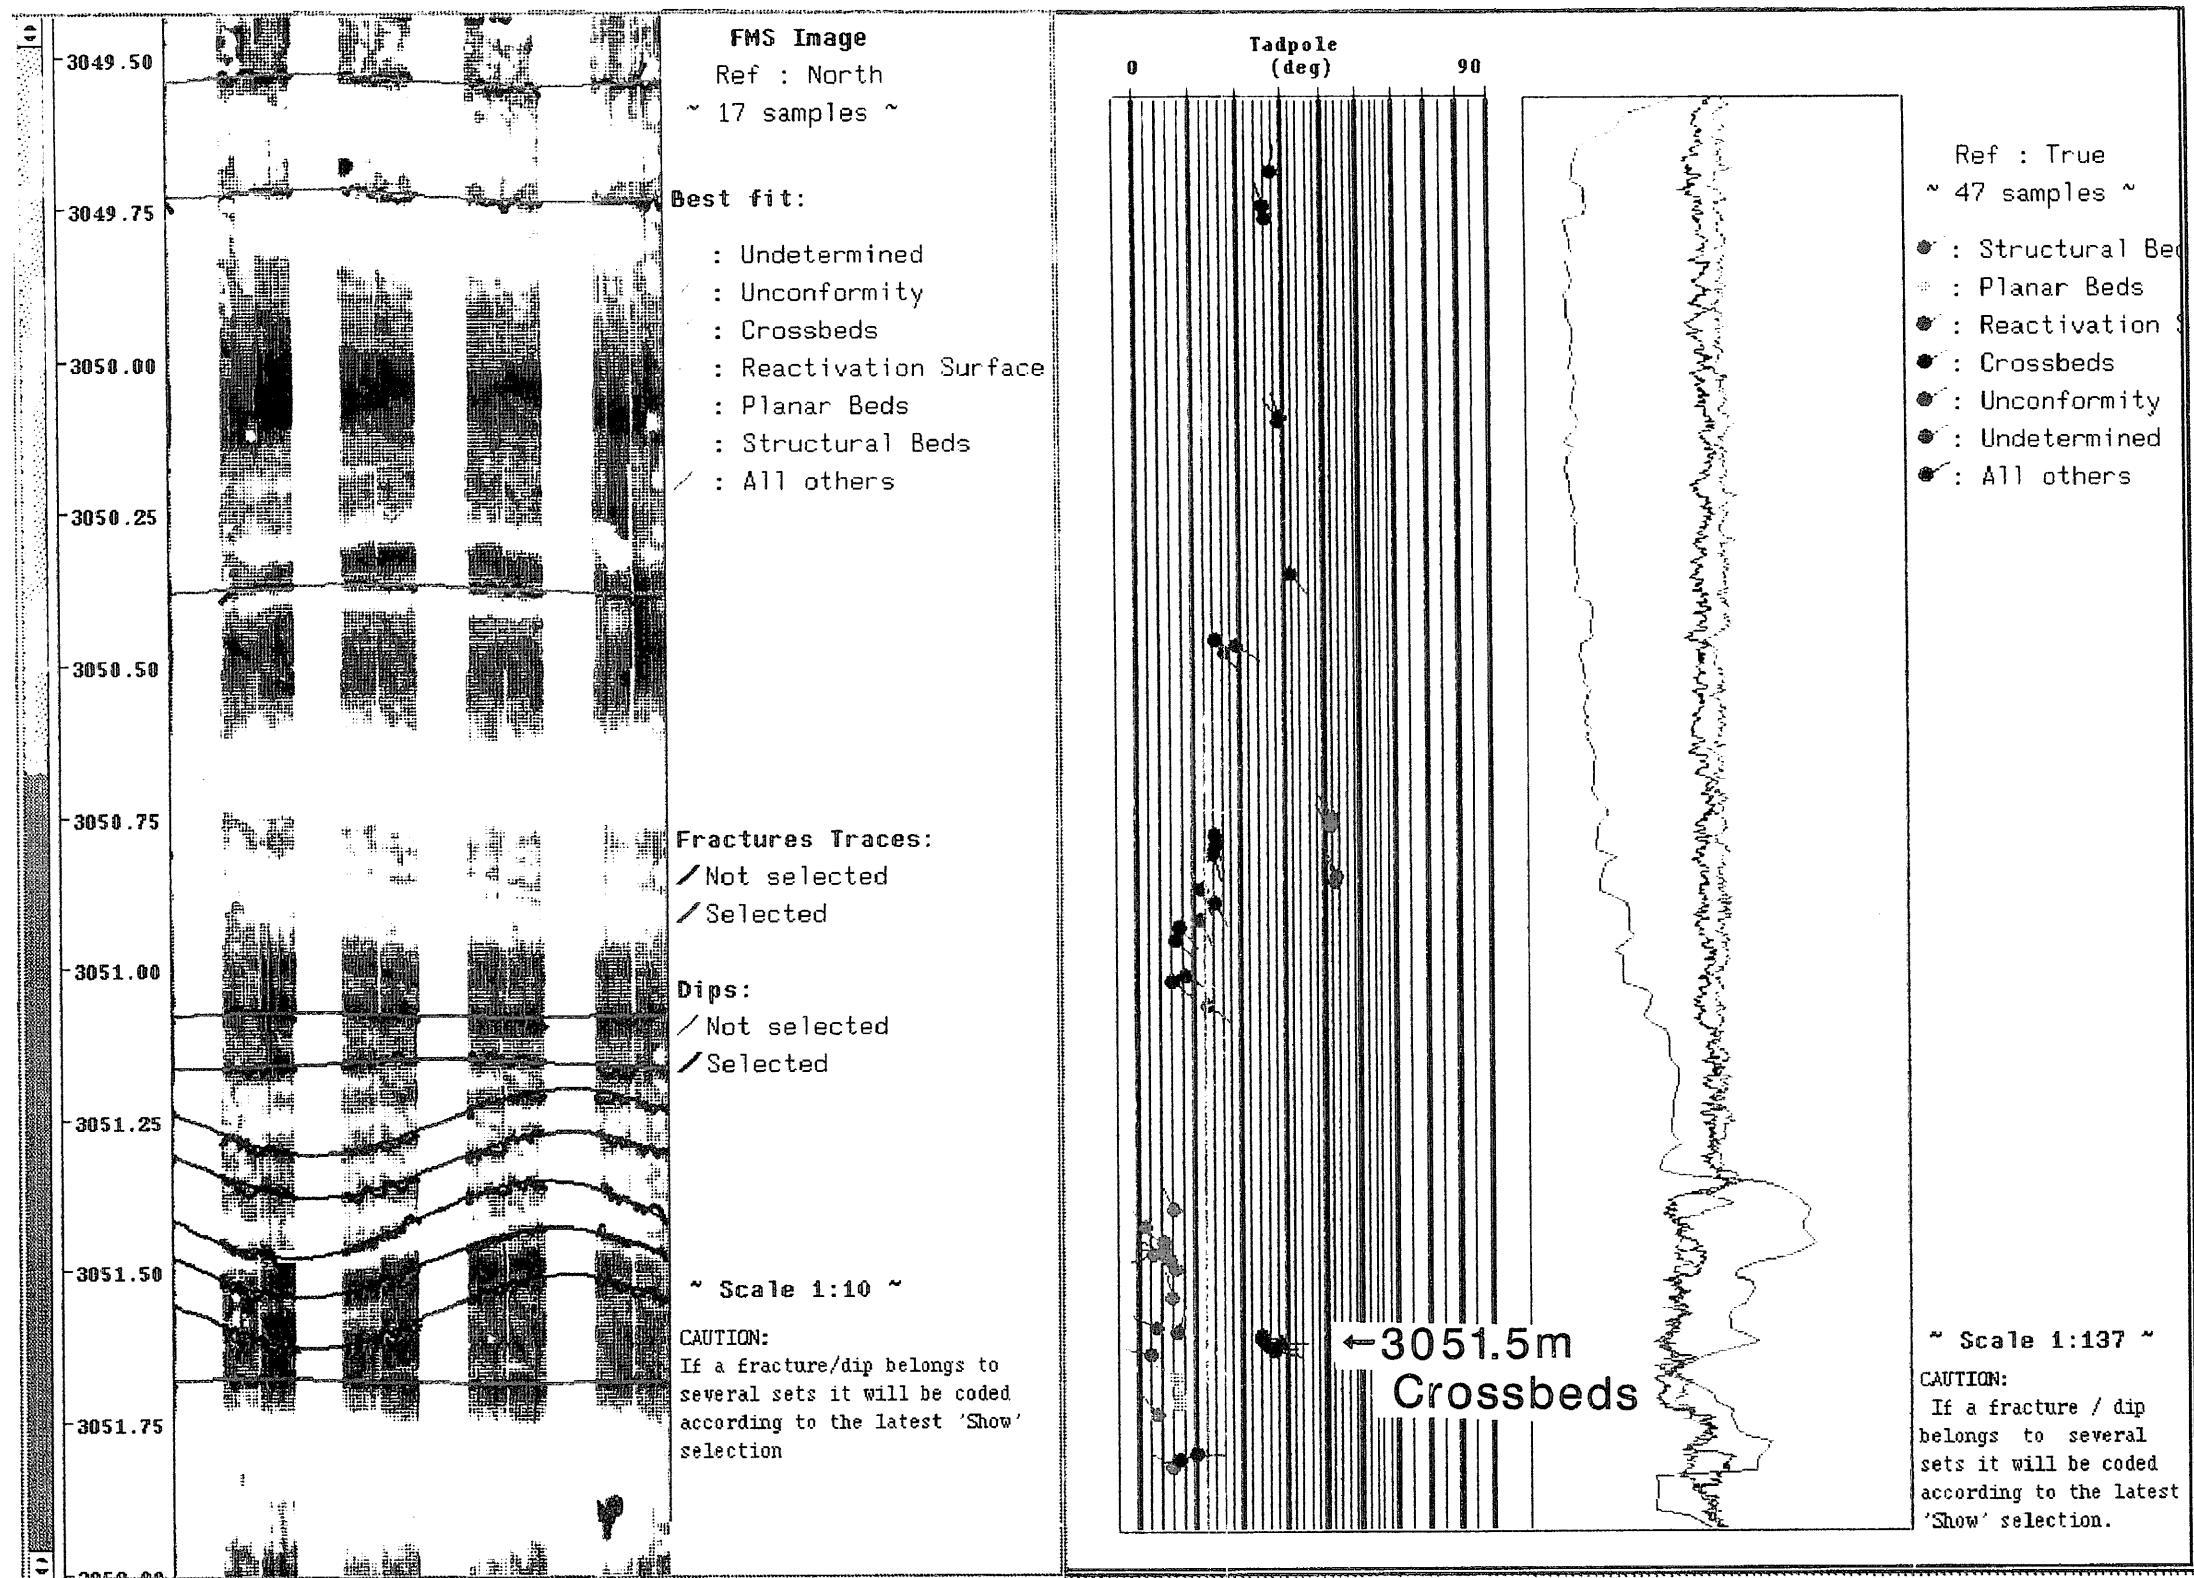 FMS Image
Ref : North
~ 17 samples ~
Best fit:
: Undetermined
: Unconformity
: Crossbeds
: Reactivation Surface
: Planar Beds
: Structural Beds
: All others
Fractures Traces:
Not selected
Selected
Dips:
Not selected
Selected
~ Scale 1:10 ~
CAUTION:
If a fracture/dip belongs to
several sets it will be coded
according to the latest 'Show'
selection
3049.50
3049.75
3050.00
3050.25
3050.50
3050.75
3051.00
3051.25
3051.50
3051.75
Tadpole
0 (deg) 90
←3051.5m
Crossbeds
Ref : True
~ 47 samples ~
: Structural Bed
: Planar Beds
: Reactivation S
: Crossbeds
: Unconformity
: Undetermined
: All others
~ Scale 1:137 ~
CAUTION:
If a fracture / dip
belongs to several
sets it will be coded
according to the latest
'Show' selection.